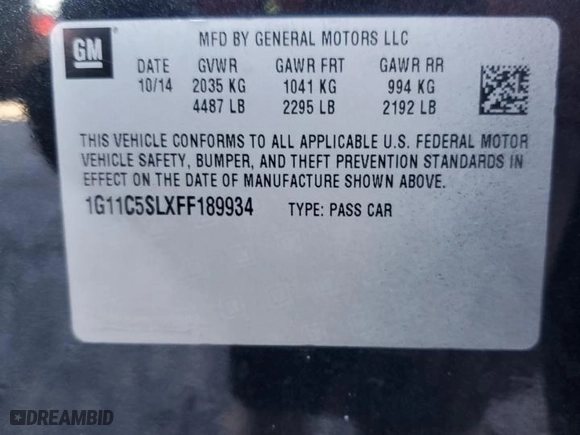 GM
MFD BY GENERAL MOTORS LLC
DATE GVWR GAWR FRT GAWR RR
10/14 2035 KG 1041 KG 994 KG
4487 LB 2295 LB 2192 LB
THIS VEHICLE CONFORMS TO ALL APPLICABLE U.S. FEDERAL MOTOR
VEHICLE SAFETY, BUMPER, AND THEFT PREVENTION STANDARDS IN
EFFECT ON THE DATE OF MANUFACTURE SHOWN ABOVE.
1G11C5SLXFF189934 TYPE: PASS CAR
DREAMBID